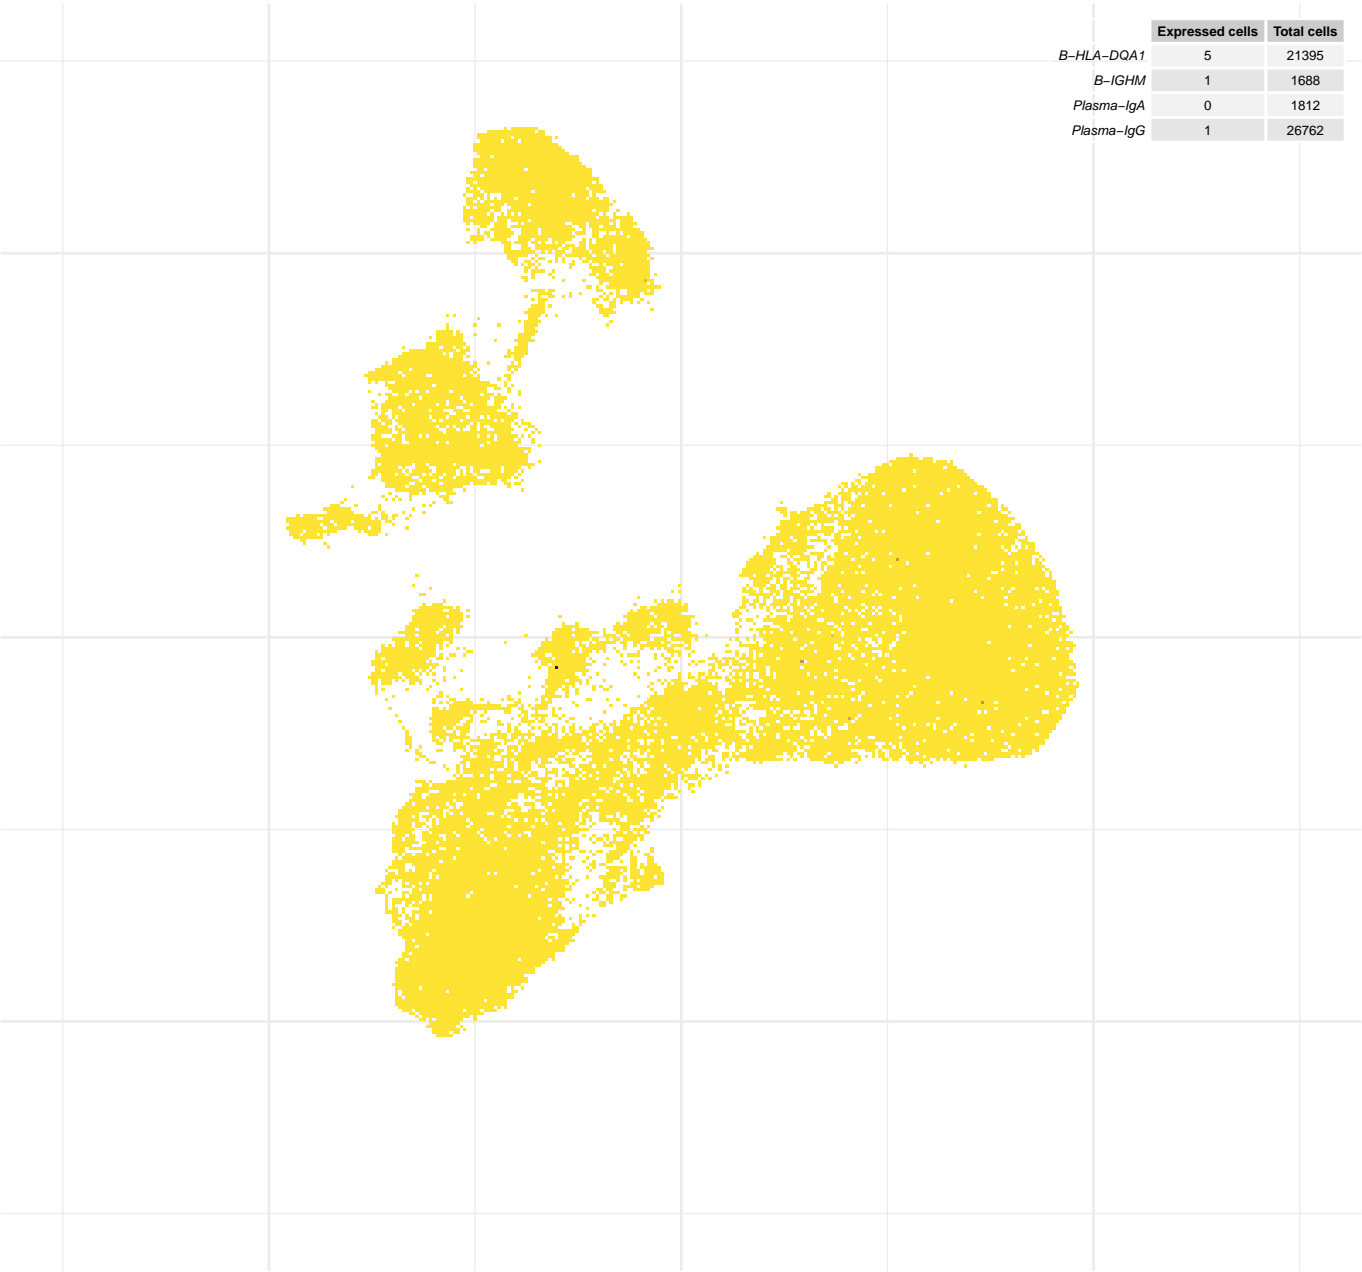 Expressed cells Total cells
B−HLA−DQA1 5 21395
B−IGHM 1 1688
Plasma−IgA 0 1812
Plasma−IgG 1 26762